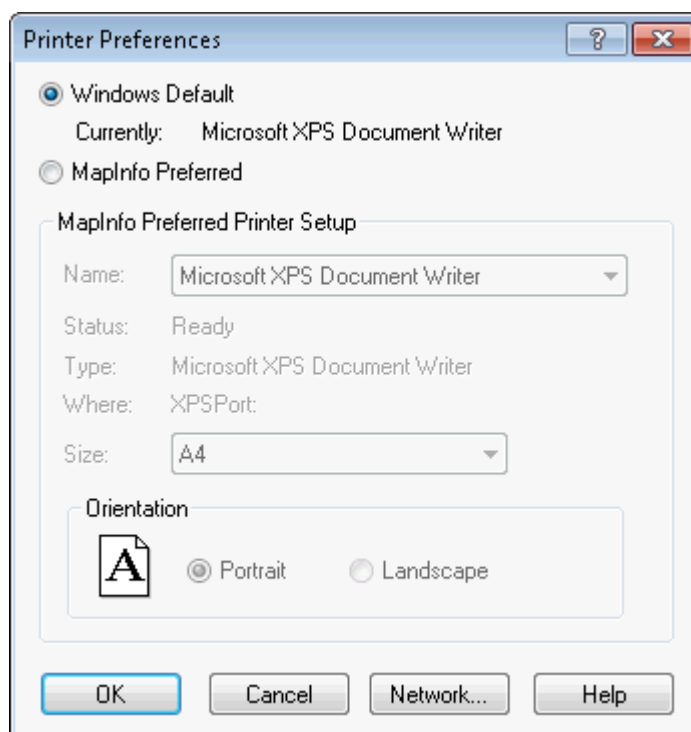 Printer Preferences
Windows Default
Currently: Microsoft XPS Document Writer
MapInfo Preferred
MapInfo Preferred Printer Setup
Name: Microsoft XPS Document Writer
Status: Ready
Type: Microsoft XPS Document Writer
Where: XPSPort:
Size: A4
Orientation
A Portrait Landscape
OK Cancel Network... Help